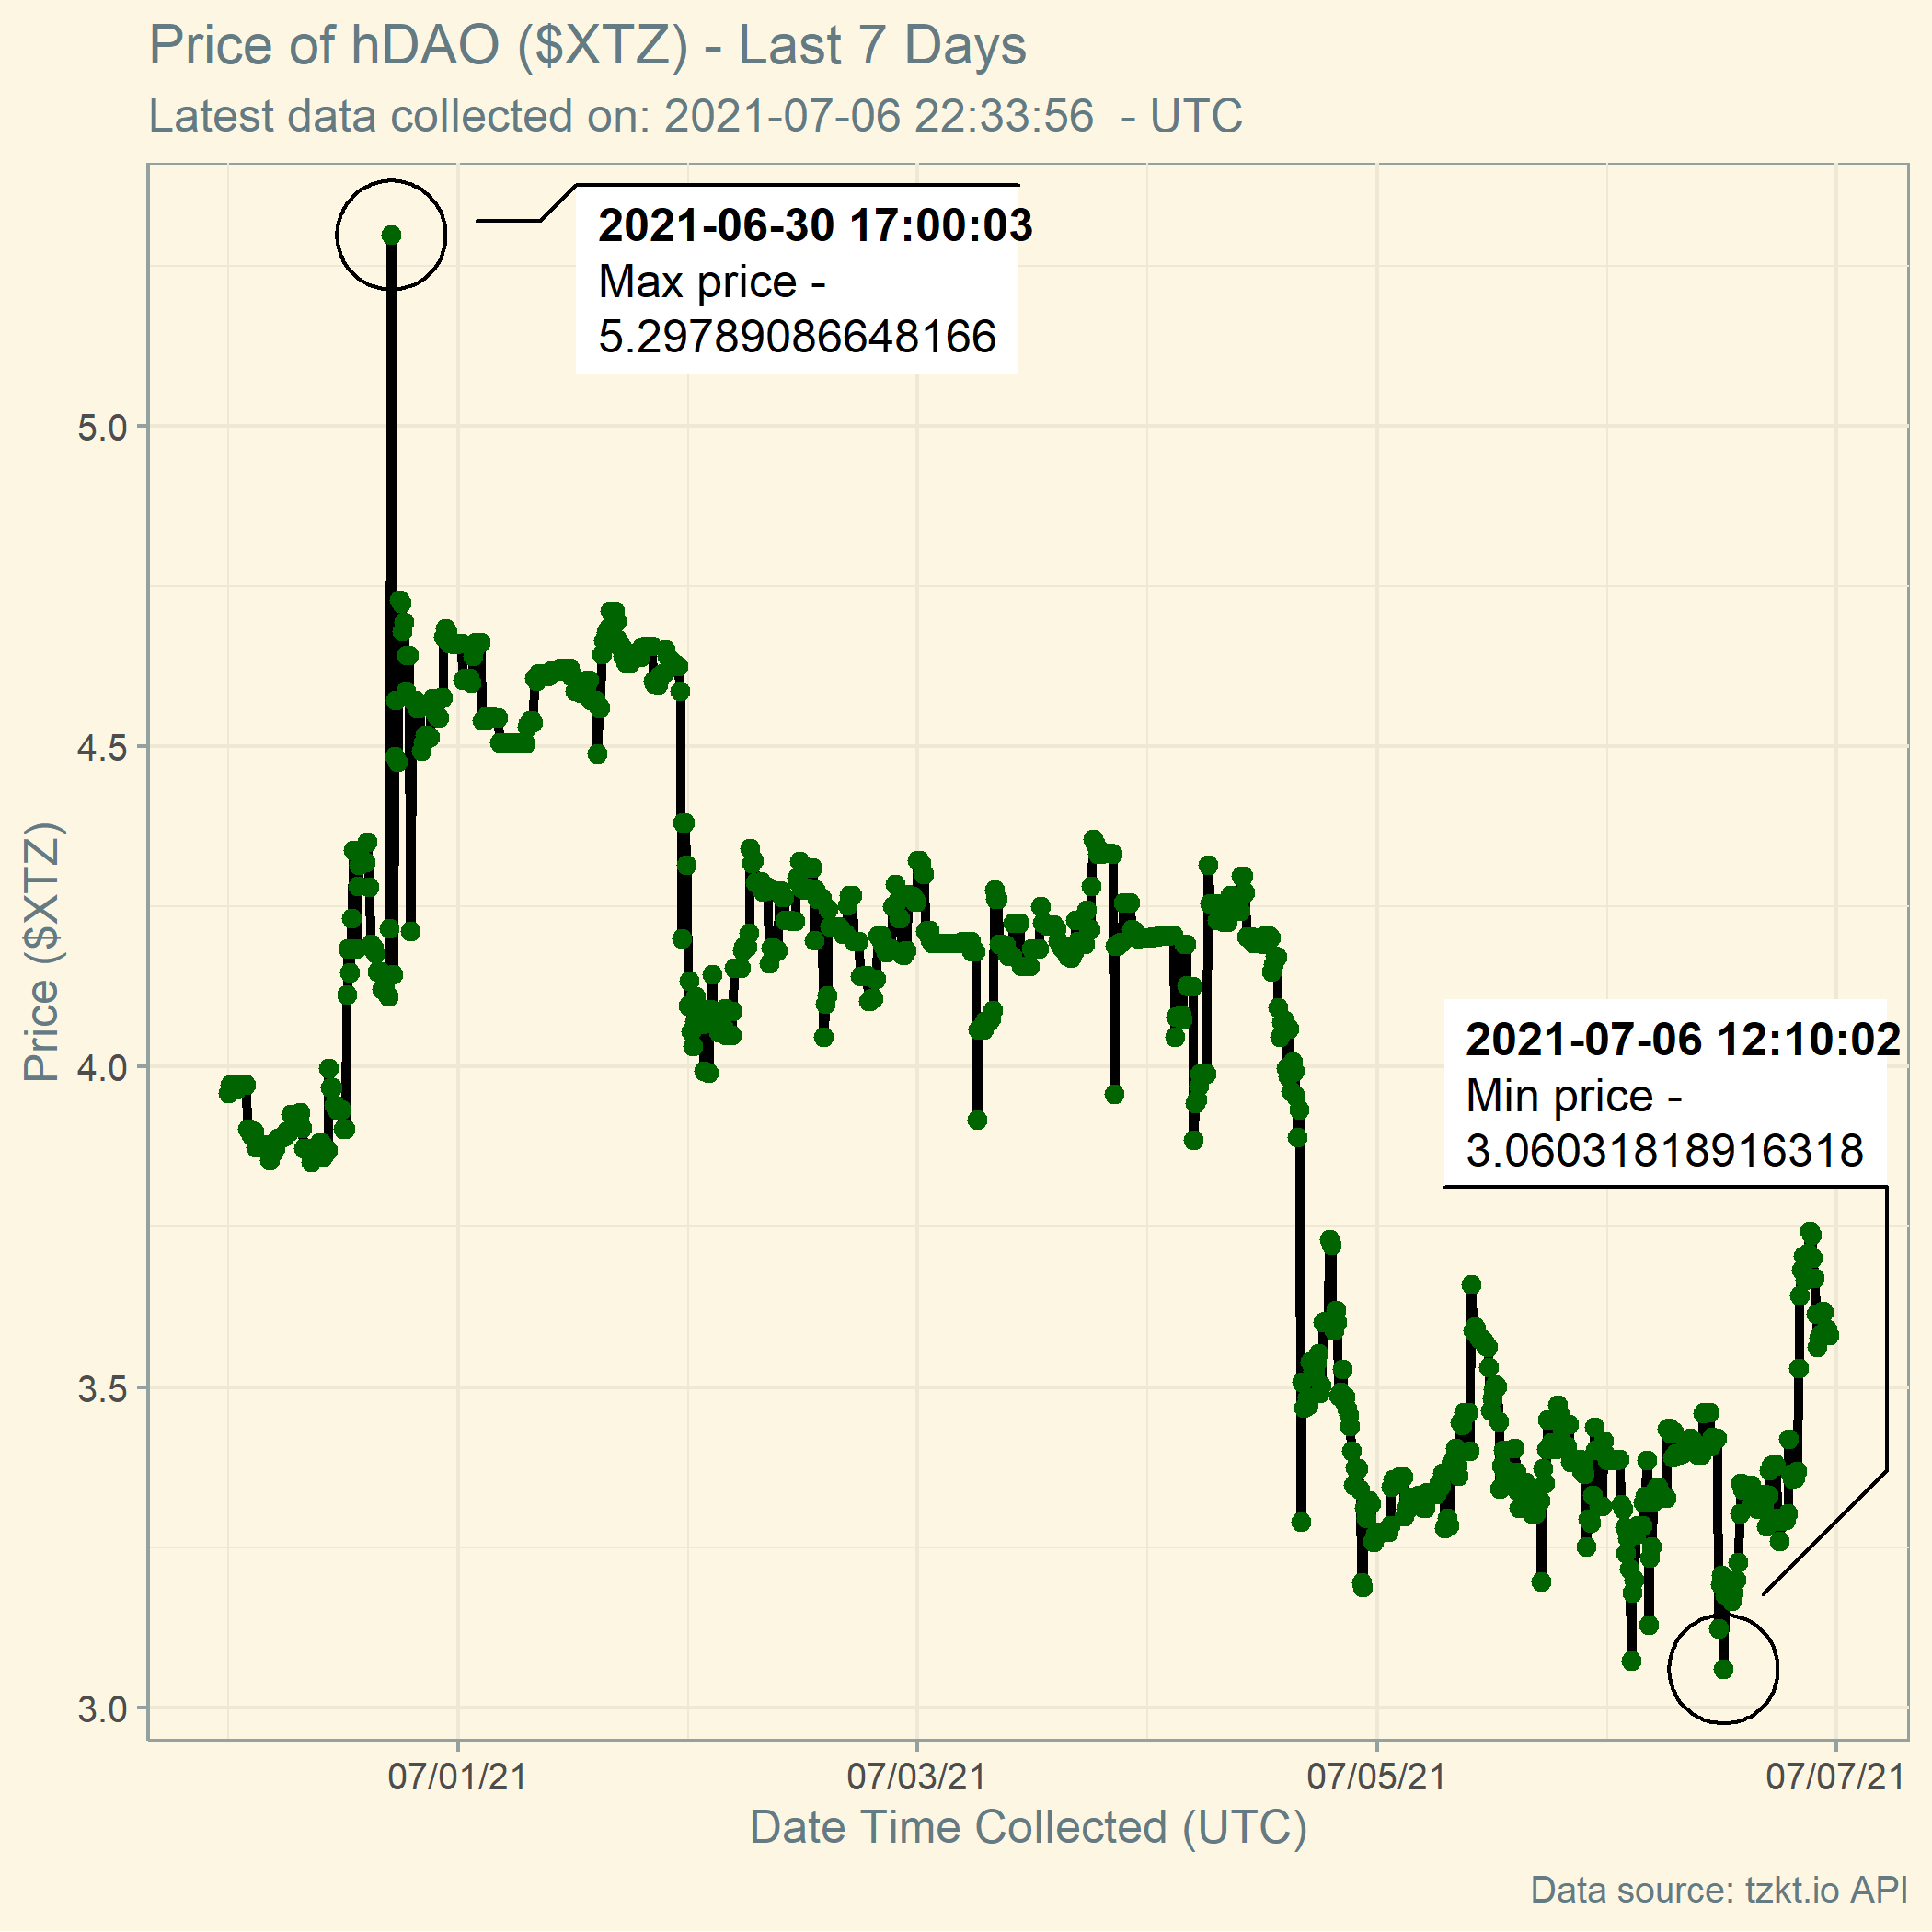 Price of hDAO ($XTZ) - Last 7 Days
Latest data collected on: 2021-07-06 22:33:56  - UTC
2021-06-30 17:00:03
Max price -
5.29789086648166
5.0
4.5
4.0
3.5
3.0
Price ($XTZ)
2021-07-06 12:10:02
Min price -
3.06031818916318
07/01/21
07/03/21
07/05/21
07/07/21
Date Time Collected (UTC)
Data source: tzkt.io API